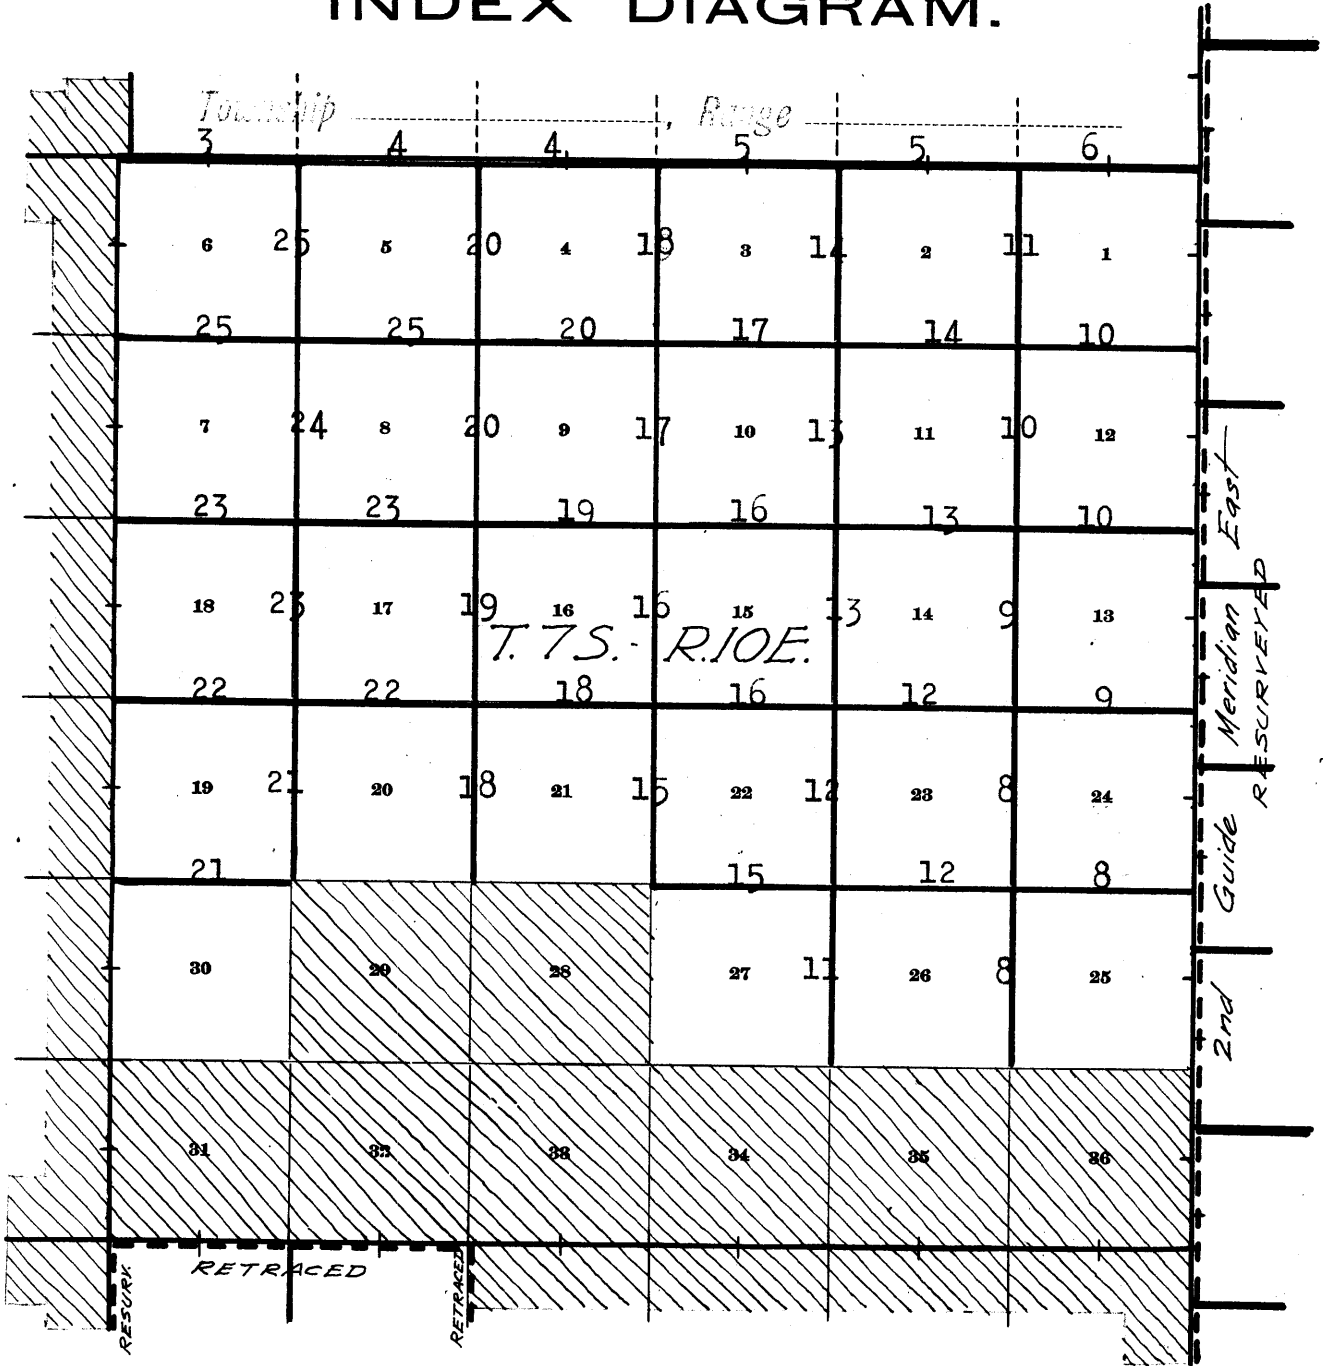 INDEX DIAGRAM.
Township , Range
3 4 4 5 5 6
6 25 5 20 4 18 3 14 2 11 1
25 25 20 17 14 10
7 24 8 20 9 17 10 13 11 10 12
23 23 19 16 13 10
18 23 17 19 16 16 15 13 14 9 13
T. 7 S. - R. 10 E.
22 22 18 16 12 9
19 21 20 18 21 15 22 12 23 8 24
21 15 12 8
30 29 28 27 11 26 8 25
31 32 33 34 35 36
RETRACED
RESURV.
RETRACED
2nd Guide Meridian East
RESURVEYED